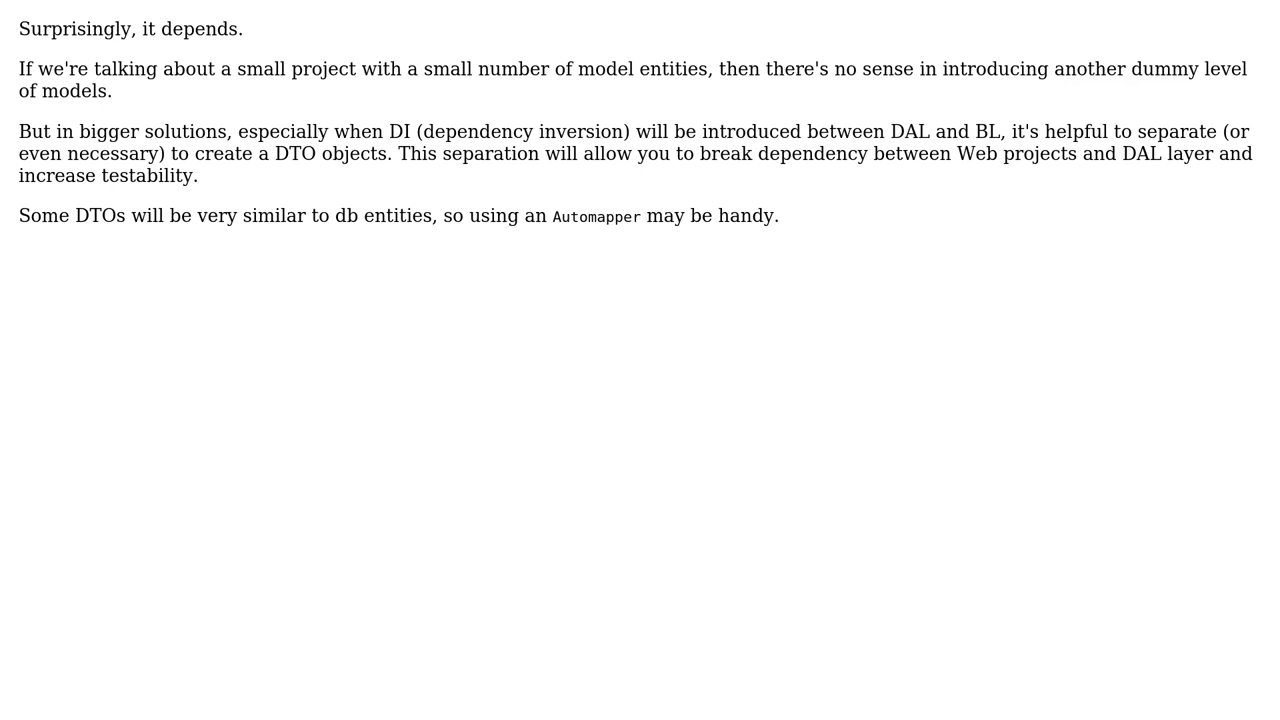 Surprisingly, it depends.
If we're talking about a small project with a small number of model entities, then there's no sense in introducing another dummy level
of models.
But in bigger solutions, especially when DI (dependency inversion) will be introduced between DAL and BL, it's helpful to separate (or
even necessary) to create a DTO objects. This separation will allow you to break dependency between Web projects and DAL layer and
increase testability.
Some DTOs will be very similar to db entities, so using an Automapper may be handy.